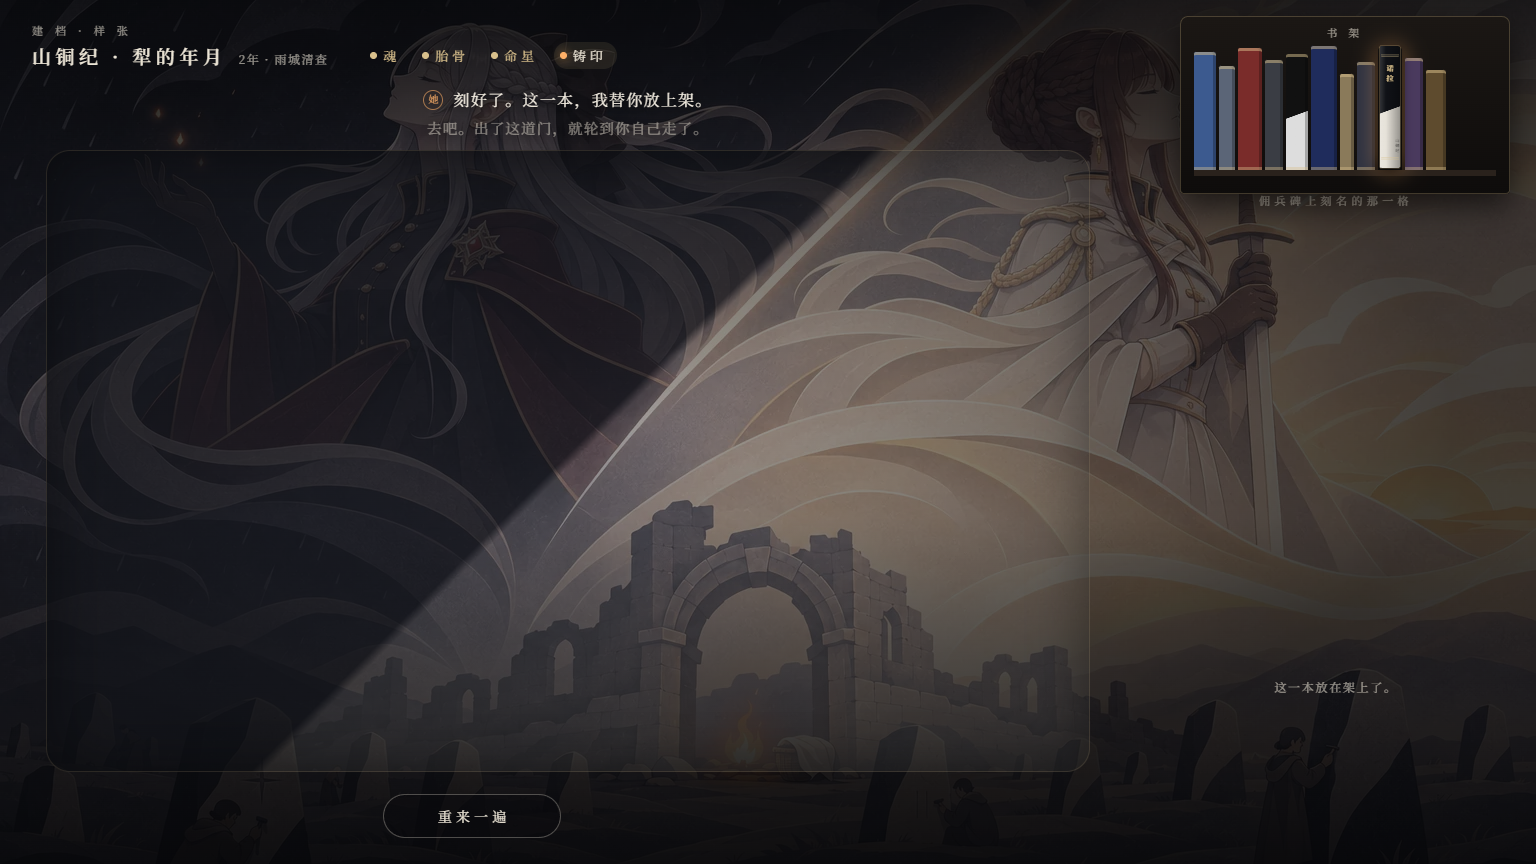 建档·样张
山铜纪·犁的年月 2年·雨城清查
魂 胎骨 命星 铸印
她 刻好了。这一本，我替你放上架。
去吧。出了这道门，就轮到你自己走了。
书架
诺拉
佣兵碑上刻名的那一格
这一本放在架上了。
重来一遍